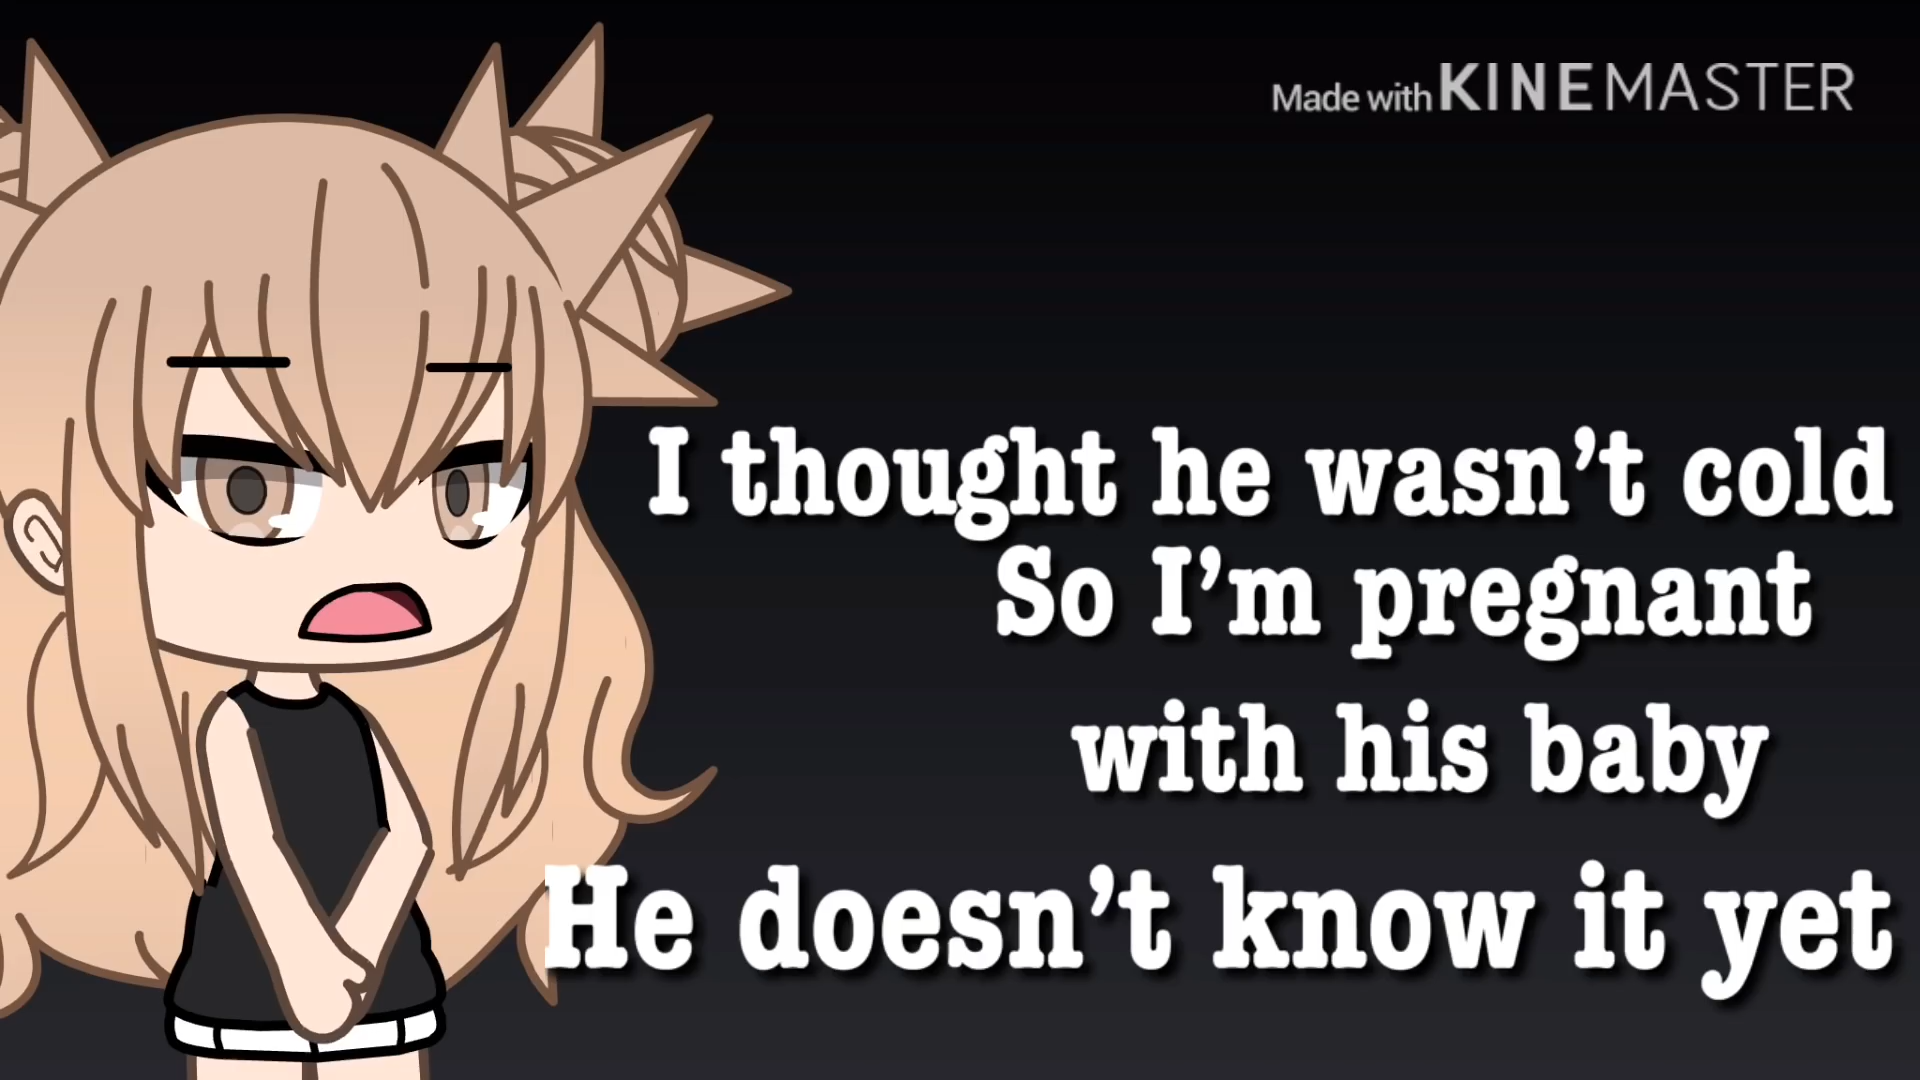 Made with KINEMASTER
I thought he wasn't cold
So I'm pregnant
with his baby
He doesn't know it yet